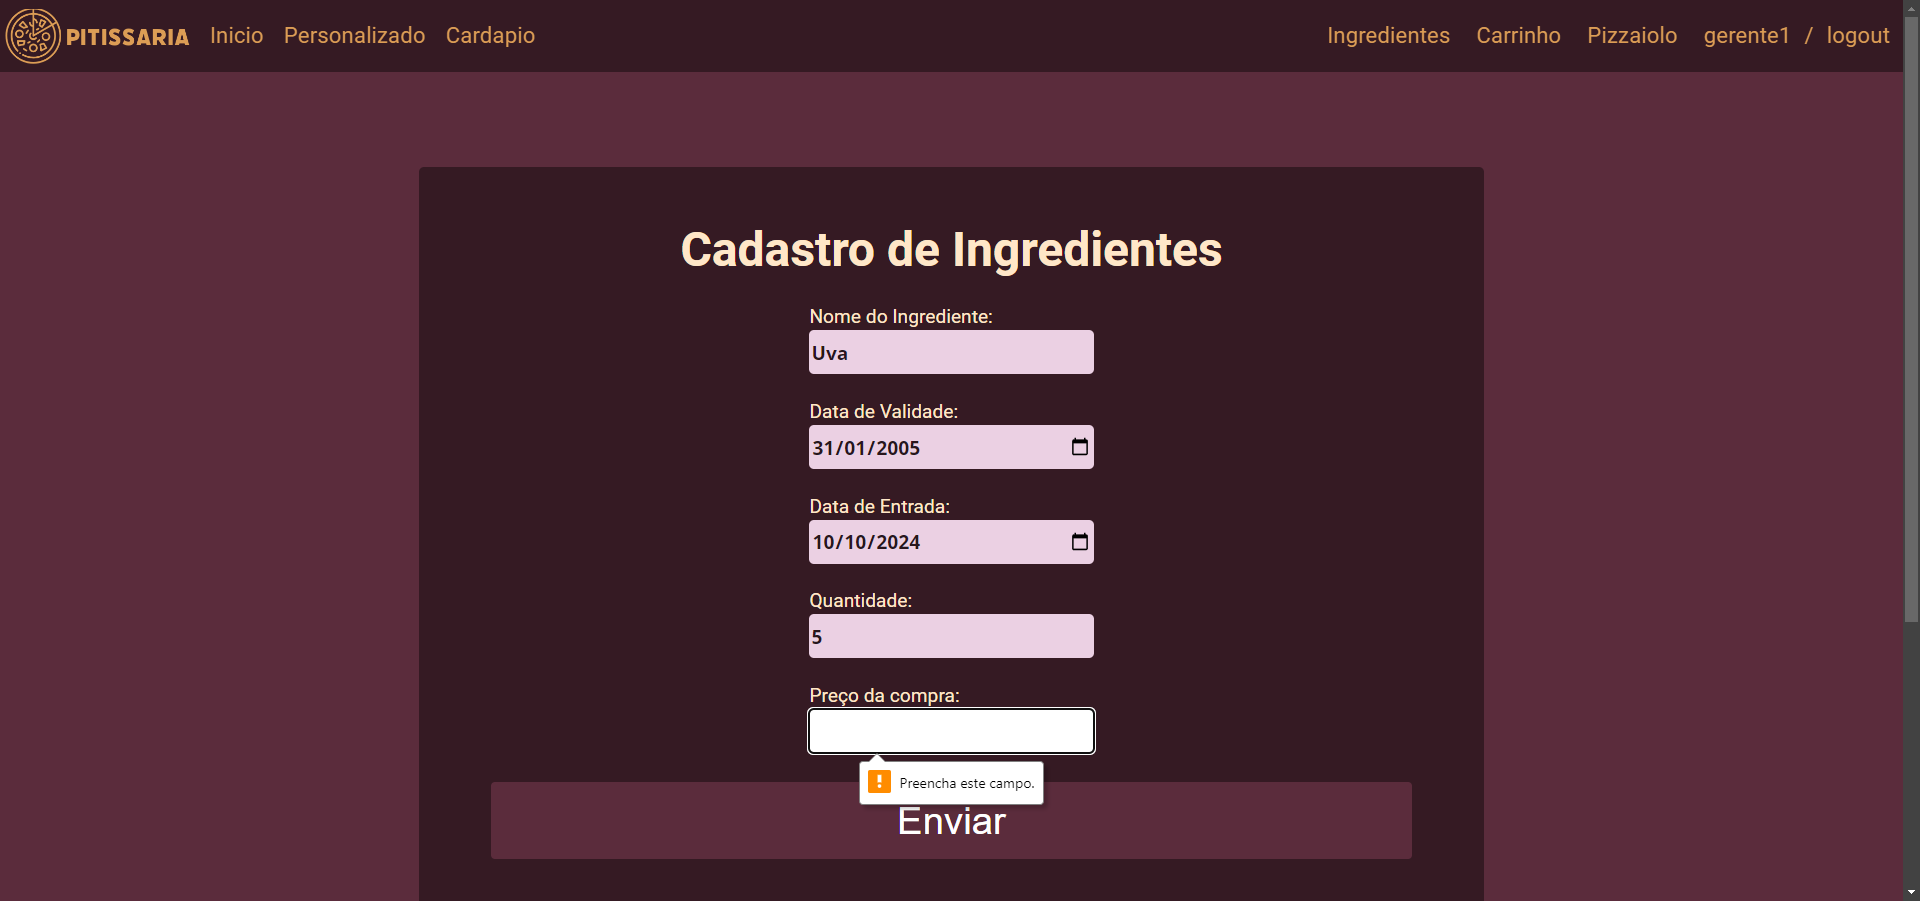 PITISSARIA Inicio Personalizado Cardapio Ingredientes Carrinho Pizzaiolo gerente1 / logout
Cadastro de Ingredientes
Nome do Ingrediente:
Uva
Data de Validade:
31/01/2005
Data de Entrada:
10/10/2024
Quantidade:
5
Preço da compra:
Preencha este campo.
Enviar